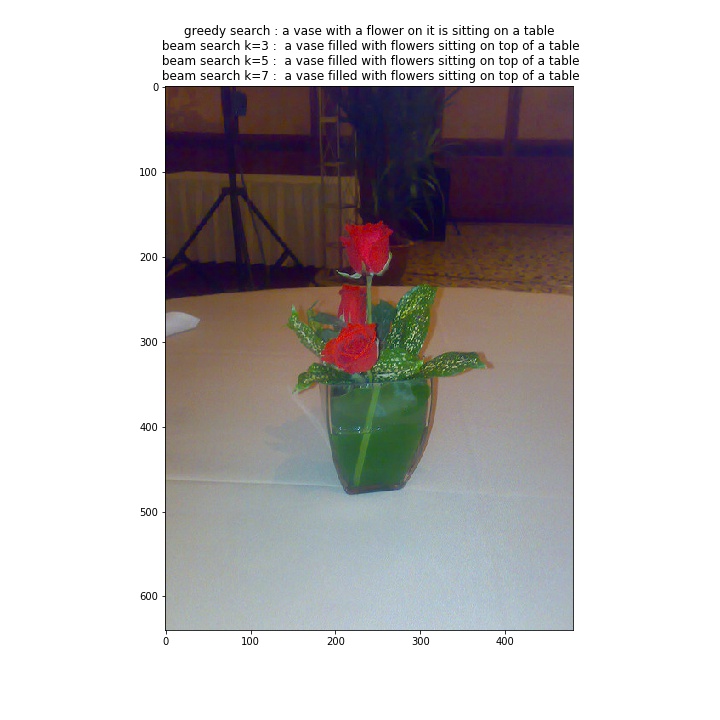 greedy search : a vase with a flower on it is sitting on a table
beam search k=3 :  a vase filled with flowers sitting on top of a table
beam search k=5 :  a vase filled with flowers sitting on top of a table
beam search k=7 :  a vase filled with flowers sitting on top of a table
0
100
200
300
400
500
600
0 100 200 300 400